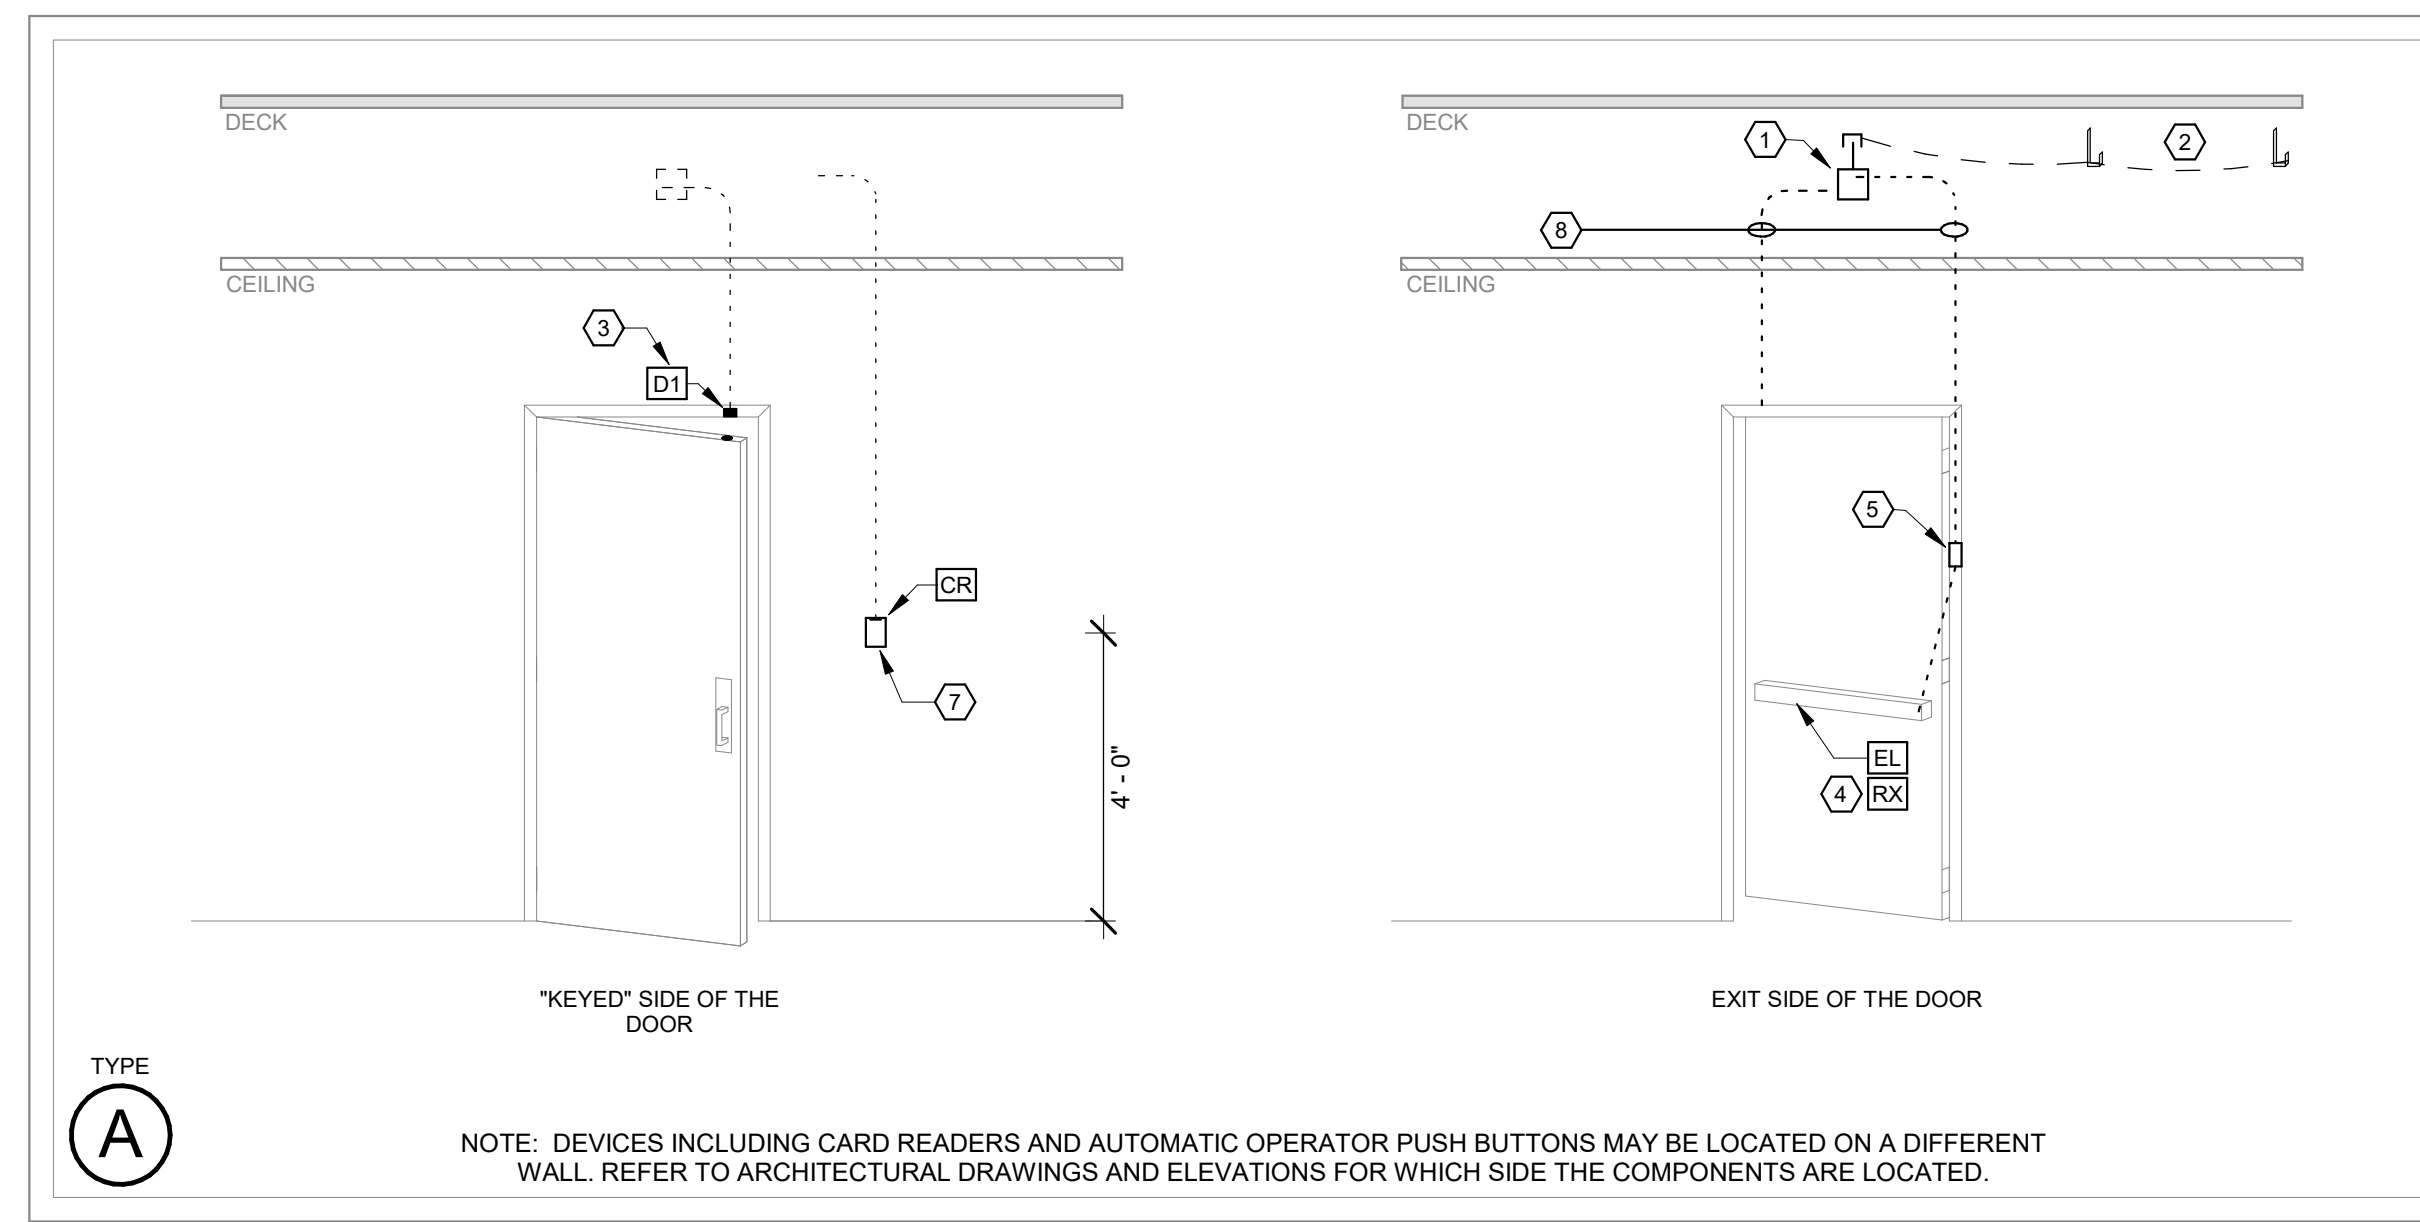 DECK
DECK
1
2
8
CEILING
CEILING
3
D1
5
CR
7
4' - 0"
EL
4
RX
"KEYED" SIDE OF THE
DOOR
EXIT SIDE OF THE DOOR
TYPE
A
NOTE: DEVICES INCLUDING CARD READERS AND AUTOMATIC OPERATOR PUSH BUTTONS MAY BE LOCATED ON A DIFFERENT
WALL. REFER TO ARCHITECTURAL DRAWINGS AND ELEVATIONS FOR WHICH SIDE THE COMPONENTS ARE LOCATED.